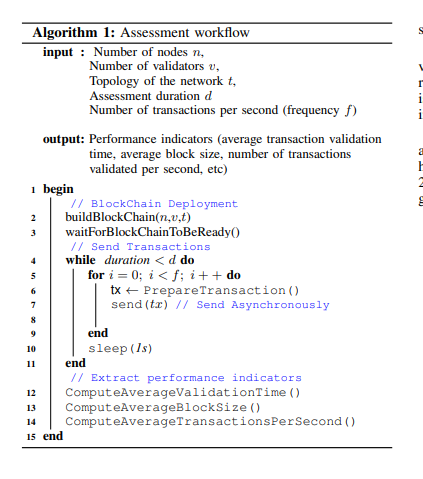 Algorithm 1: Assessment workflow
input : Number of nodes n,
Number of validators v,
Topology of the network t,
Assessment duration d
Number of transactions per second (frequency f)
output: Performance indicators (average transaction validation
time, average block size, number of transactions
validated per second, etc)
1 begin
// BlockChain Deployment
2 buildBlockChain(n,v,t)
3 waitForBlockChainToBeReady()
// Send Transactions
4 while duration < d do
5 for i = 0; i < f; i + + do
6 tx ← PrepareTransaction()
7 send(tx) // Send Asynchronously
8
9 end
10 sleep(1s)
11 end
// Extract performance indicators
12 ComputeAverageValidationTime()
13 ComputeAverageBlockSize()
14 ComputeAverageTransactionsPerSecond()
15 end